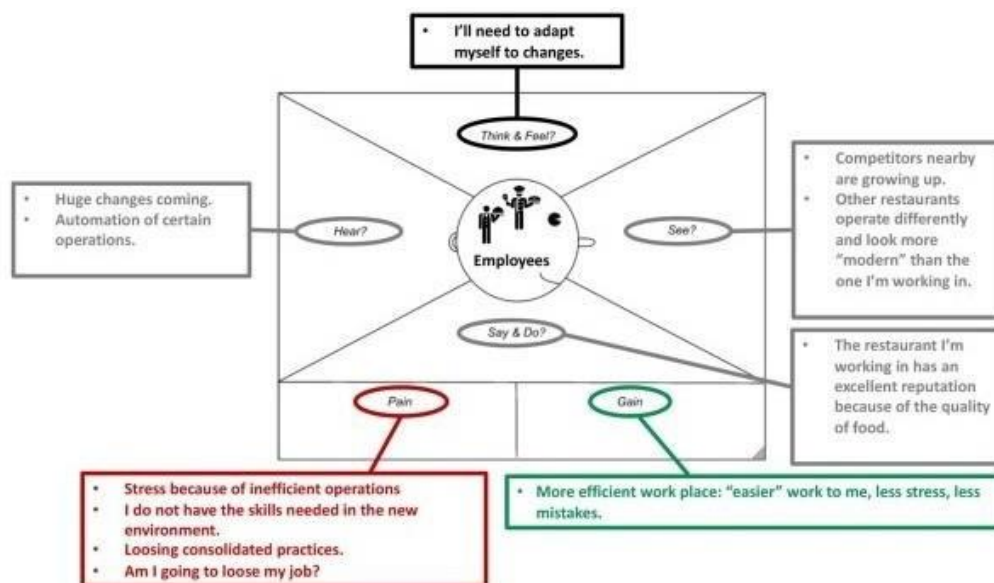 • I'll need to adapt
myself to changes.
Think & Feel?
• Huge changes coming.
• Automation of certain
operations.
Hear?
Employees
See?
• Competitors nearby
are growing up.
• Other restaurants
operate differently
and look more
"modern" than the
one I'm working in.
Say & Do?
• The restaurant I'm
working in has an
excellent reputation
because of the quality
of food.
Pain
Gain
• Stress because of inefficient operations
• I do not have the skills needed in the new
environment.
• Loosing consolidated practices.
• Am I going to loose my job?
• More efficient work place: "easier" work to me, less stress, less
mistakes.